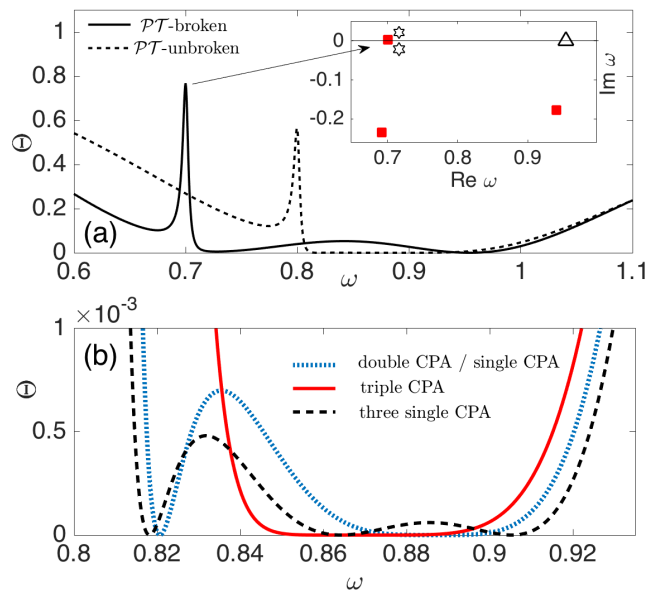 1
0.8
0.6
0.4
0.2
0
Θ
𝒫𝒯-broken
𝒫𝒯-unbroken
(a)
0
-0.1
-0.2
Im ω
0.7 0.8 0.9
Re ω
0.6 0.7 0.8 0.9 1 1.1
ω
×10⁻³
1
0.5
0
Θ
(b)
double CPA / single CPA
triple CPA
three single CPA
0.8 0.82 0.84 0.86 0.88 0.9 0.92
ω